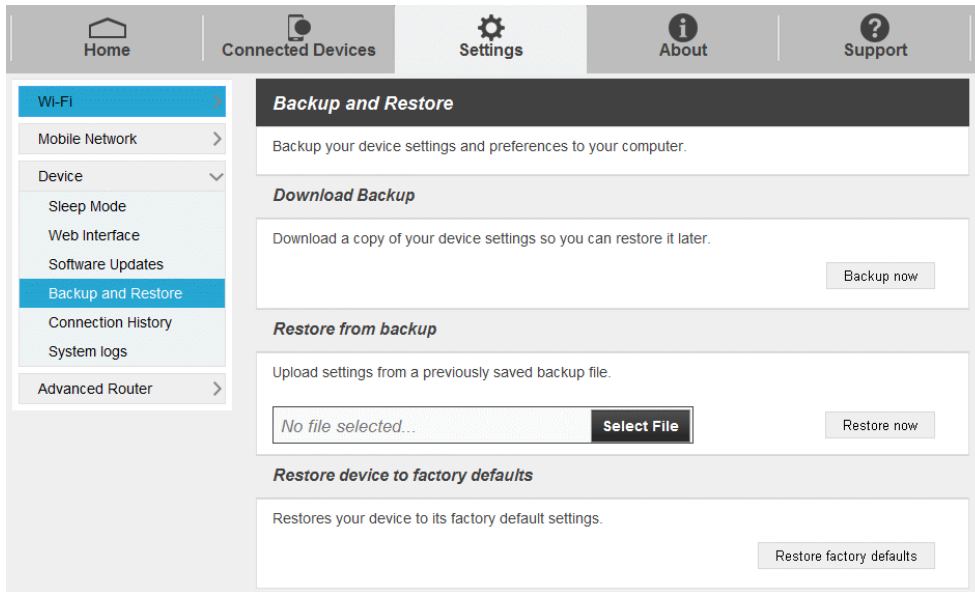 Home
Connected Devices
Settings
About
Support
Wi-Fi
Mobile Network
Device
Sleep Mode
Web Interface
Software Updates
Backup and Restore
Connection History
System logs
Advanced Router
Backup and Restore
Backup your device settings and preferences to your computer.
Download Backup
Download a copy of your device settings so you can restore it later.
Backup now
Restore from backup
Upload settings from a previously saved backup file.
No file selected...
Select File
Restore now
Restore device to factory defaults
Restores your device to its factory default settings.
Restore factory defaults